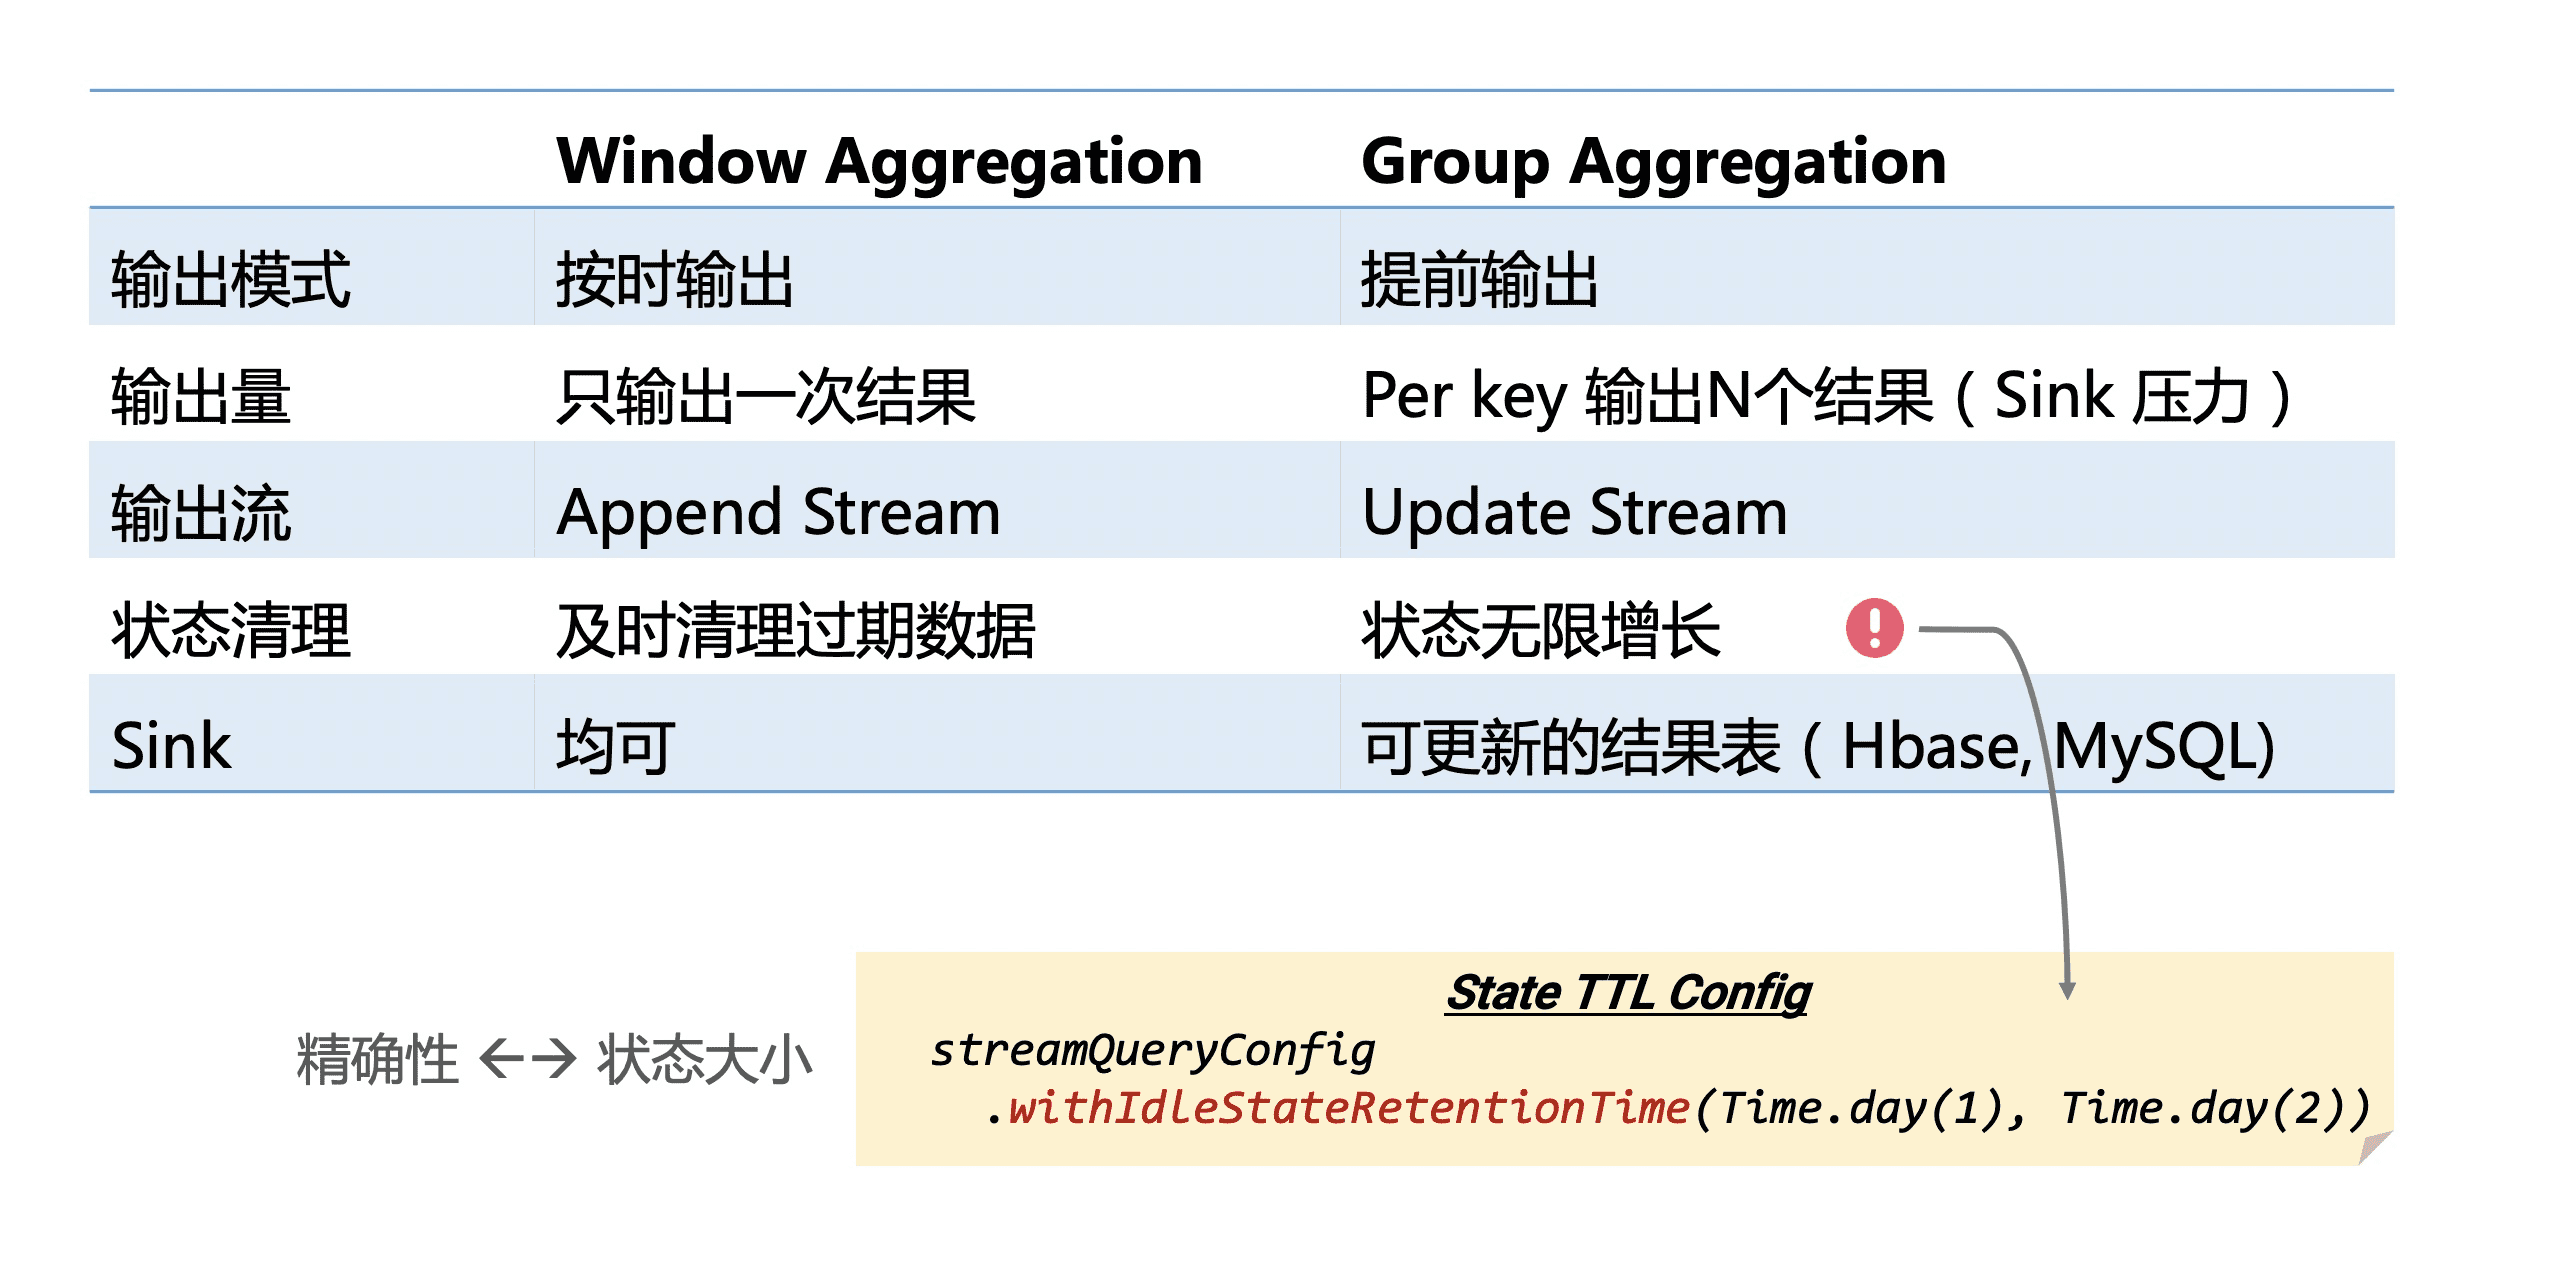 Window Aggregation Group Aggregation
输出模式 按时输出 提前输出
输出量 只输出一次结果 Per key 输出N个结果（Sink 压力）
输出流 Append Stream Update Stream
状态清理 及时清理过期数据 状态无限增长
Sink 均可 可更新的结果表（Hbase, MySQL)
State TTL Config
精确性 ←→ 状态大小
streamQueryConfig
.withIdleStateRetentionTime(Time.day(1), Time.day(2))